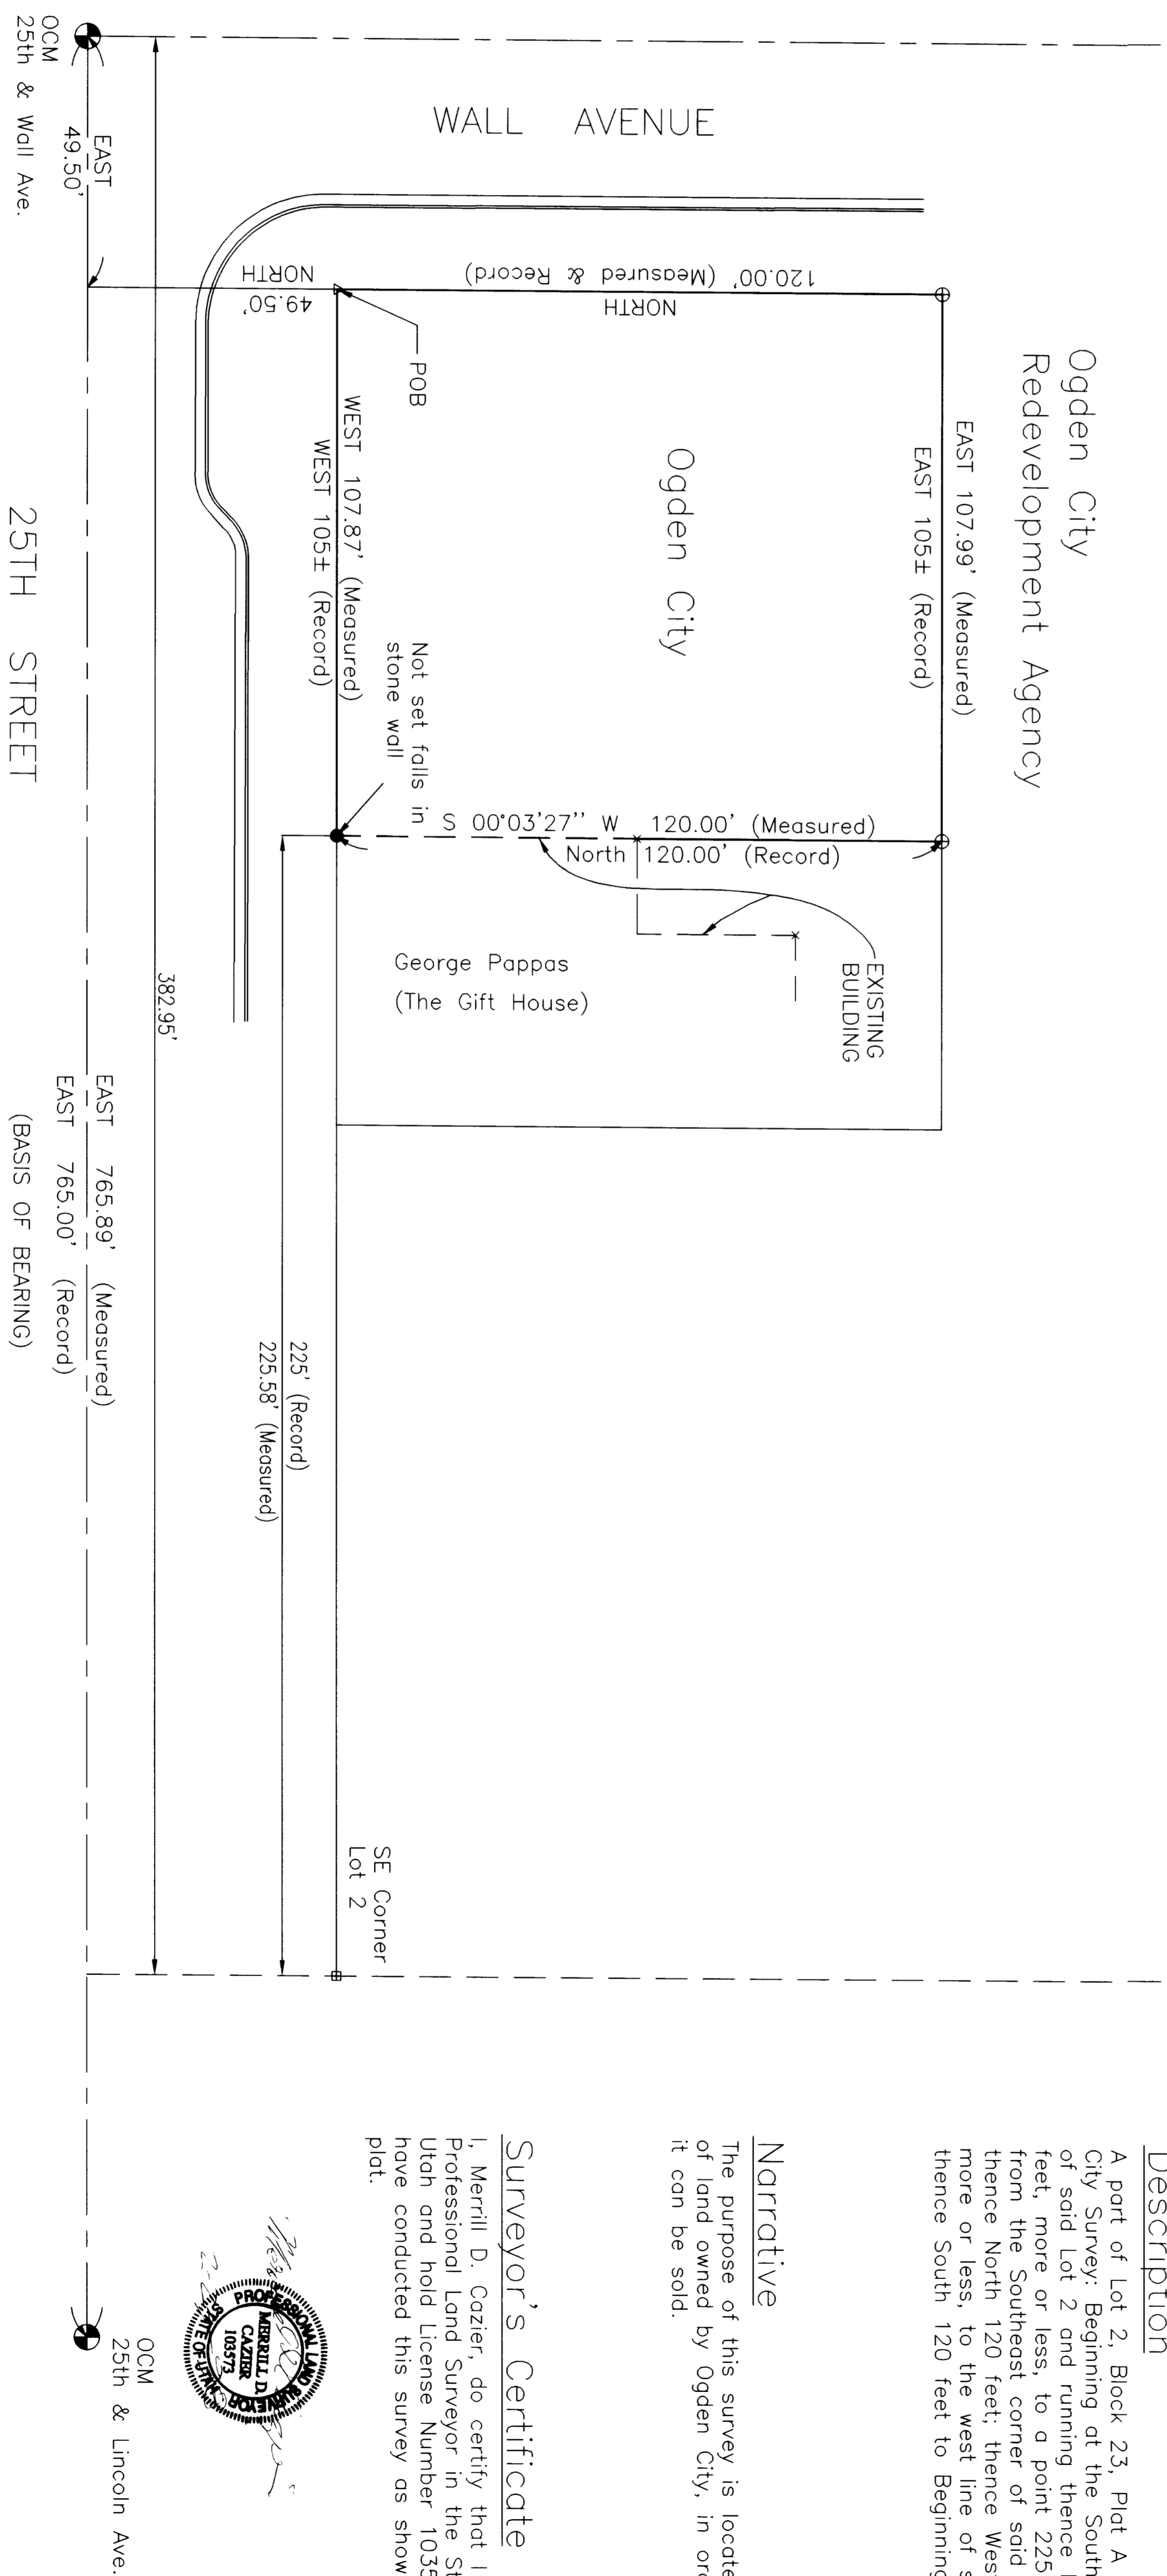 WALL AVENUE
Ogden City
Redevelopment Agency
EAST 107.99' (Measured)
EAST 105± (Record)
120.00' (Measured & Record)
NORTH
Ogden City
S 00°03'27" W 120.00' (Measured)
North 120.00' (Record)
EXISTING
BUILDING
George Pappas
(The Gift House)
Not set falls in
stone wall
POB
WEST 107.87' (Measured)
WEST 105± (Record)
NORTH
49.50'
225' (Record)
225.58' (Measured)
SE Corner
Lot 2
382.95'
EAST
49.50'
OCM
25th & Wall Ave.
25TH STREET
EAST 765.89' (Measured)
EAST 765.00' (Record)
(BASIS OF BEARING)
OCM
25th & Lincoln Ave.
Description
A part of Lot 2, Block 23, Plat A
City Survey: Beginning at the South
of said Lot 2 and running thence
feet, more or less, to a point 225
from the Southeast corner of said
thence North 120 feet; thence Wes
more or less, to the west line of s
thence South 120 feet to Beginning
Narrative
The purpose of this survey is locate
of land owned by Ogden City, in ord
it can be sold.
Surveyor's Certificate
I, Merrill D. Cazier, do certify that I
Professional Land Surveyor in the St
Utah and hold License Number 1035
have conducted this survey as show
plat.
PROFESSIONAL LAND SURVEYOR
MERRILL D.
CAZIER
103573
STATE OF UTAH